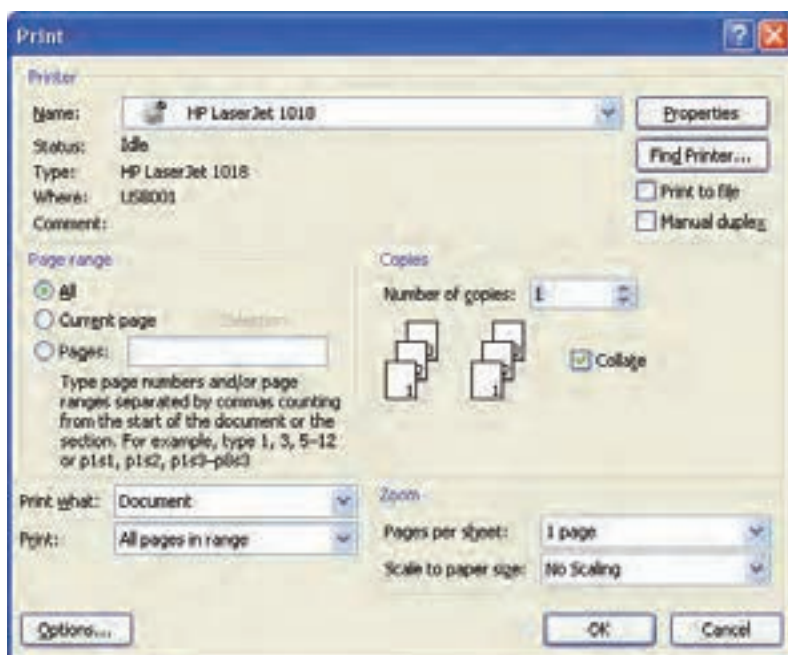 Print
Printer
Name: HP LaserJet 1018 Properties
Status: Idle Find Printer...
Type: HP LaserJet 1018
Where: USB001 Print to file
Comment: Manual duplex
Page range Copies
All Number of copies: 1
Current page Selection
Pages: Collate
Type page numbers and/or page
ranges separated by commas counting
from the start of the document or the
section. For example, type 1, 3, 5–12
or p1s1, p1s2, p1s3–p8s3
1 1
Print what: Document Zoom
Print: All pages in range Pages per sheet: 1 page
Scale to paper size: No Scaling
Options... OK Cancel